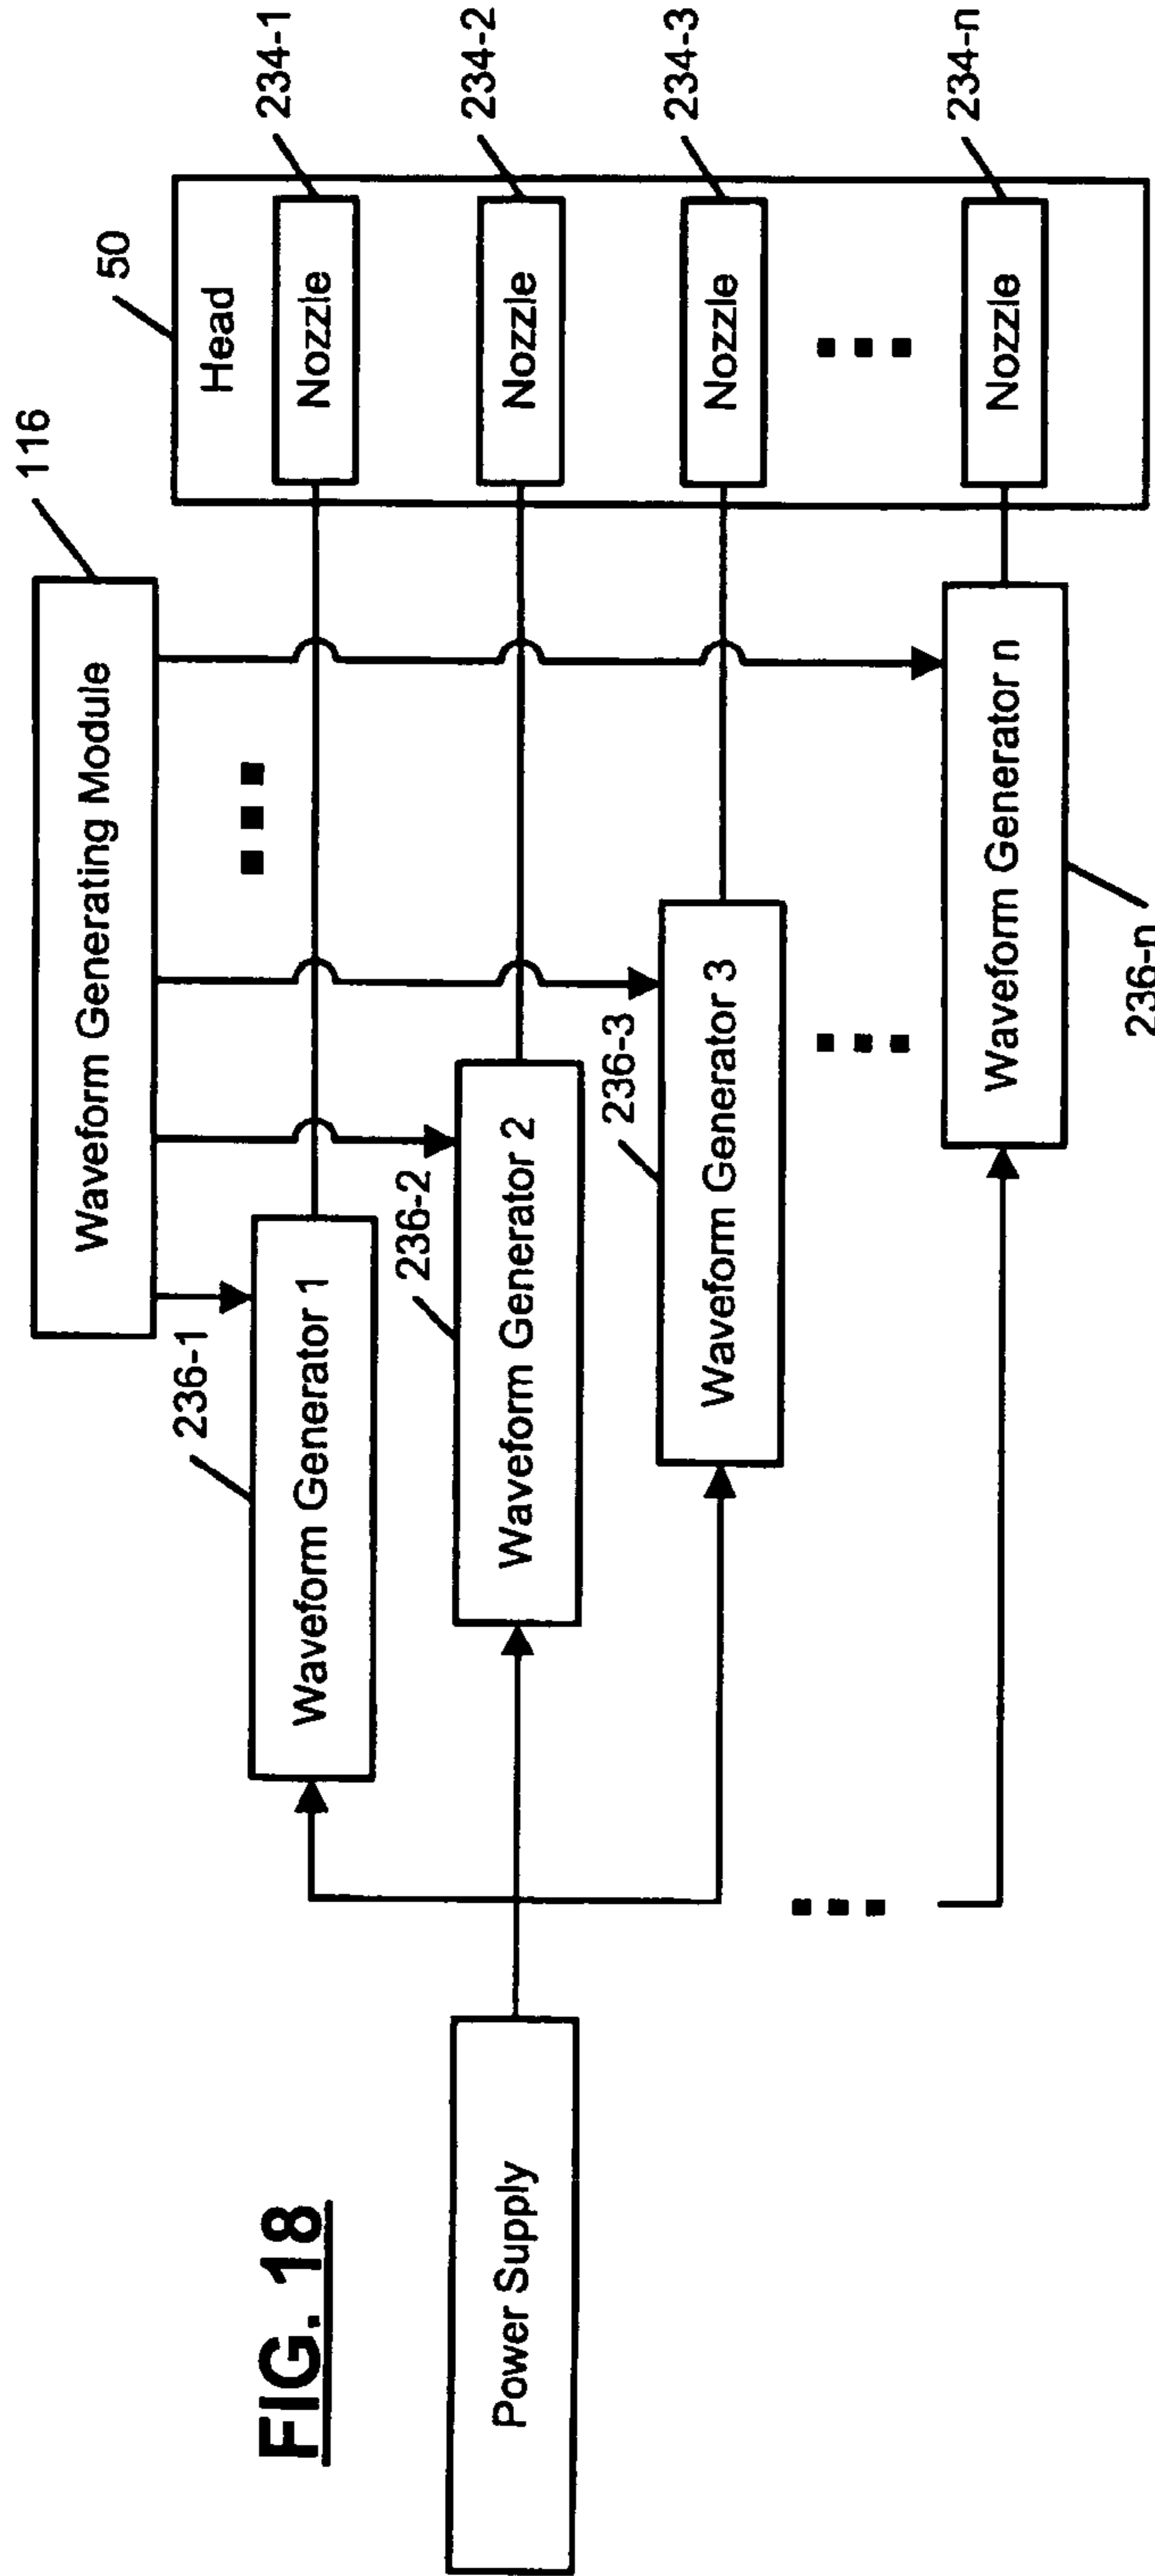 FIG. 18
116
Waveform Generating Module
50
Head
236-1
Waveform Generator 1
Nozzle
234-1
Power Supply
236-2
Waveform Generator 2
Nozzle
234-2
236-3
Waveform Generator 3
Nozzle
234-3
Waveform Generator n
236-n
Nozzle
234-n